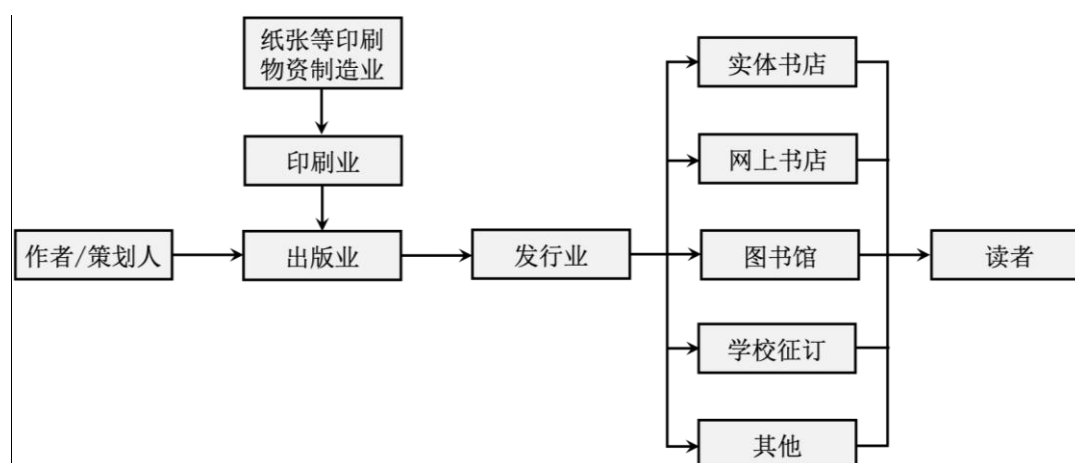 纸张等印刷
物资制造业
印刷业
作者/策划人
出版业
发行业
实体书店
网上书店
图书馆
学校征订
其他
读者